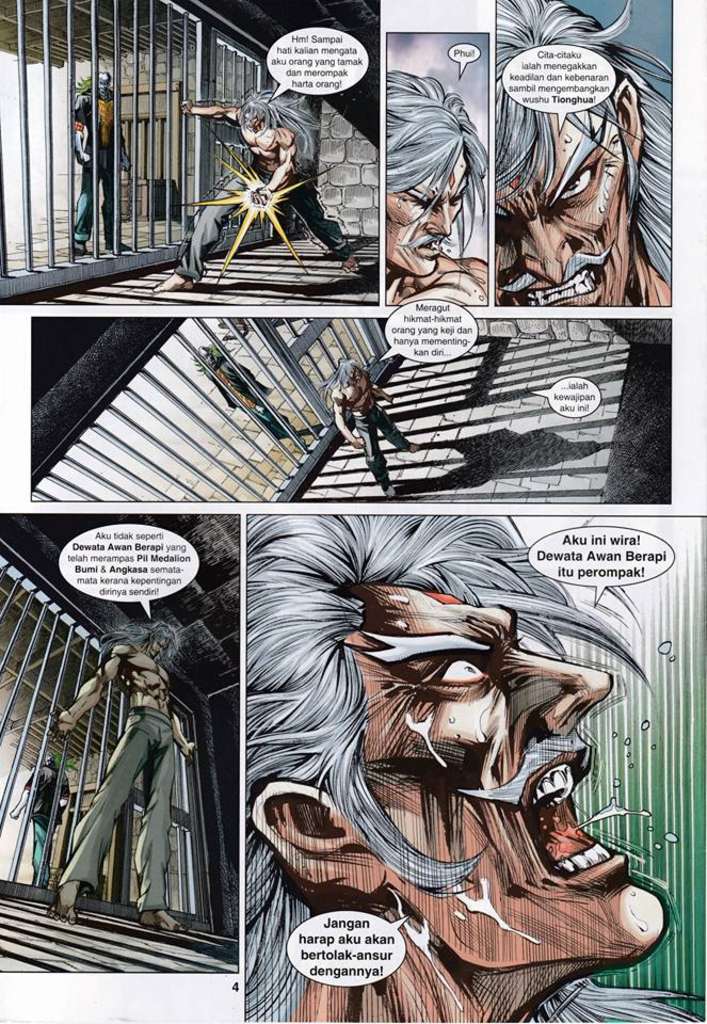 Hm! Sampai
hati kalian mengata
aku orang yang tamak
dan merompak
harta orang!
Phui!
Cita-citaku
ialah menegakkan
keadilan dan kebenaran
sambil mengembangkan
wushu Tionghua!
Meragut
hikmat-hikmat
orang yang keji dan
hanya mementing-
kan diri...
...ialah
kewajipan
aku ini!
Aku tidak seperti
Dewata Awan Berapi yang
telah merampas Pil Medalion
Bumi & Angkasa semata-
mata kerana kepentingan
dirinya sendiri!
Aku ini wira!
Dewata Awan Berapi
itu perompak!
Jangan
harap aku akan
bertolak-ansur
dengannya!
4